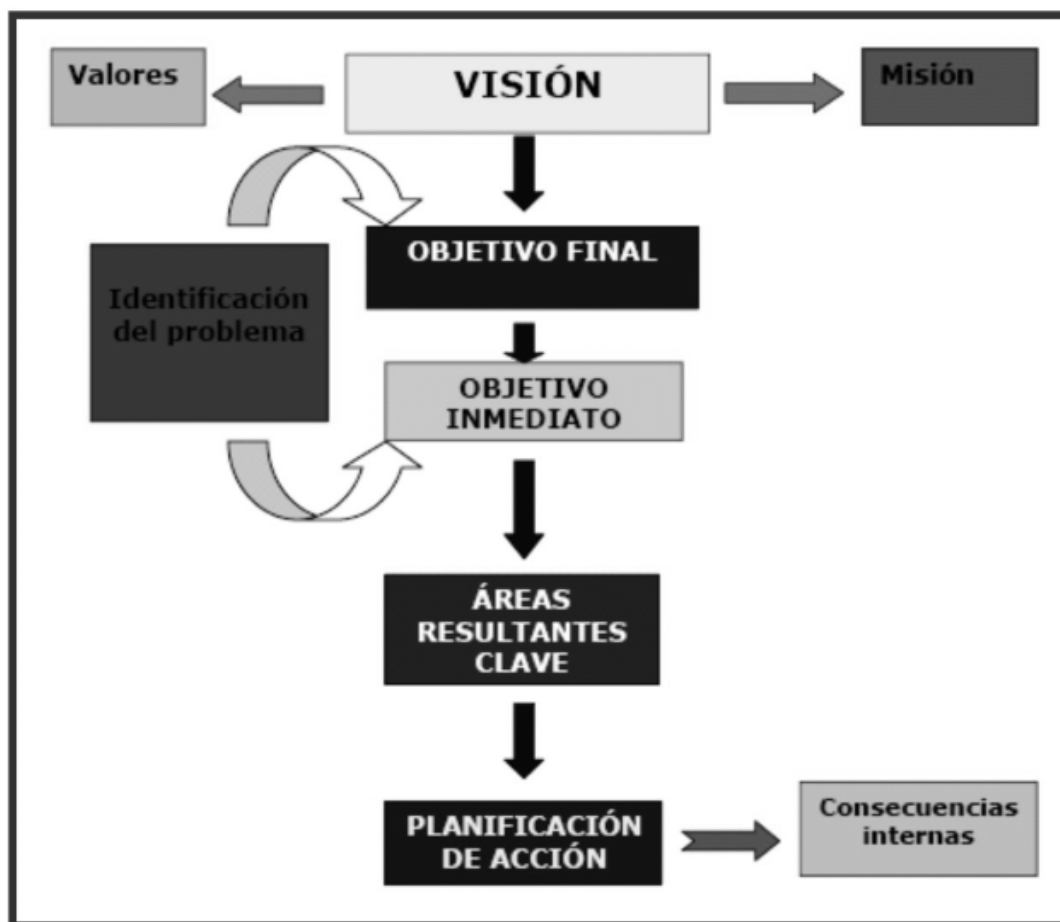 Valores
VISIÓN
Misión
OBJETIVO FINAL
Identificación
del problema
OBJETIVO
INMEDIATO
ÁREAS
RESULTANTES
CLAVE
PLANIFICACIÓN
DE ACCIÓN
Consecuencias
internas